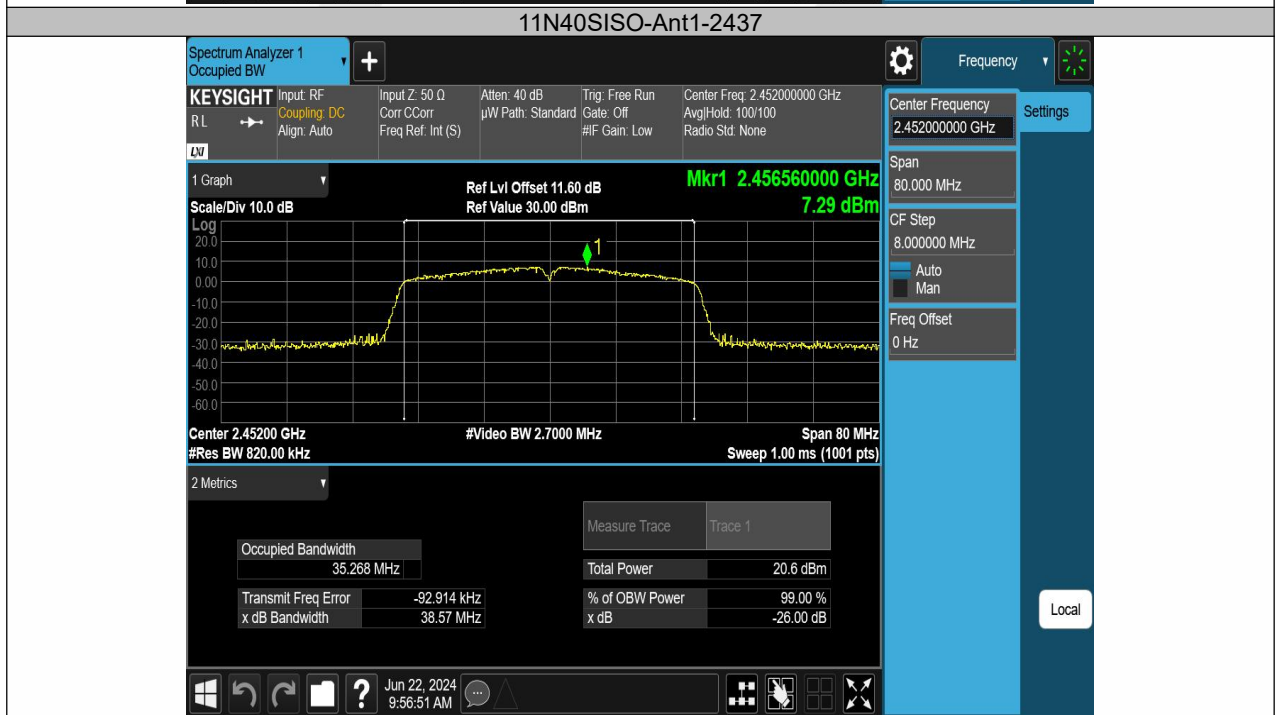 11N40SISO-Ant1-2437
Spectrum Analyzer 1
Occupied BW
+
Frequency
KEYSIGHT
R L
LXI
Input: RF
Coupling: DC
Align: Auto
Input Z: 50 Ω
Corr CCorr
Freq Ref: Int (S)
Atten: 40 dB
µW Path: Standard
Trig: Free Run
Gate: Off
#IF Gain: Low
Center Freq: 2.452000000 GHz
Avg|Hold: 100/100
Radio Std: None
Center Frequency
2.452000000 GHz
Settings
Span
80.000 MHz
CF Step
8.000000 MHz
Auto
Man
Freq Offset
0 Hz
Local
1 Graph
Scale/Div 10.0 dB
Ref Lvl Offset 11.60 dB
Ref Value 30.00 dBm
Mkr1 2.456560000 GHz
7.29 dBm
Log
20.0
10.0
0.00
-10.0
-20.0
-30.0
-40.0
-50.0
-60.0
1
Center 2.45200 GHz
#Video BW 2.7000 MHz
Span 80 MHz
#Res BW 820.00 kHz
Sweep 1.00 ms (1001 pts)
2 Metrics
Measure Trace Trace 1
Occupied Bandwidth
35.268 MHz
Total Power 20.6 dBm
Transmit Freq Error -92.914 kHz
% of OBW Power 99.00 %
x dB Bandwidth 38.57 MHz
x dB -26.00 dB
?
Jun 22, 2024
9:56:51 AM